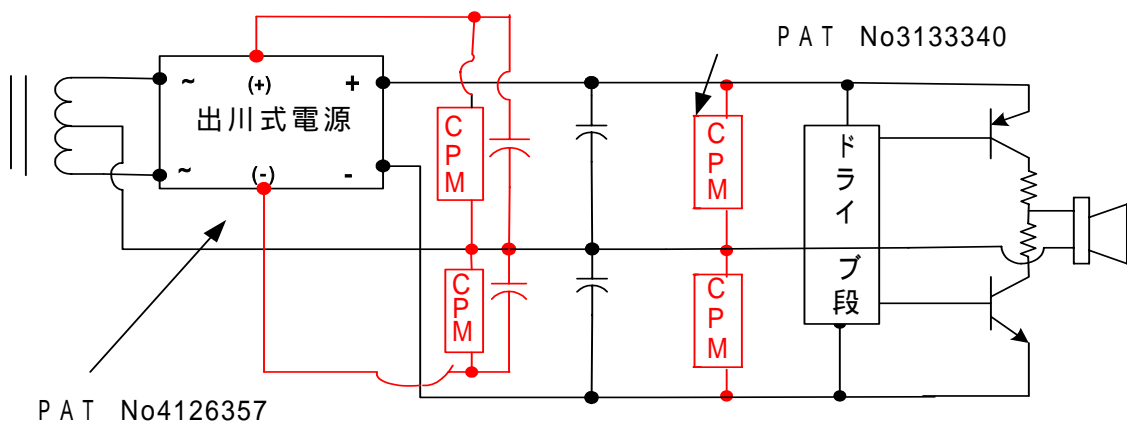 PAT No3133340
~
(+)
+
出川式電源
~
(-)
-
CPM
CPM
CPM
CPM
ドライブ段
PAT No4126357